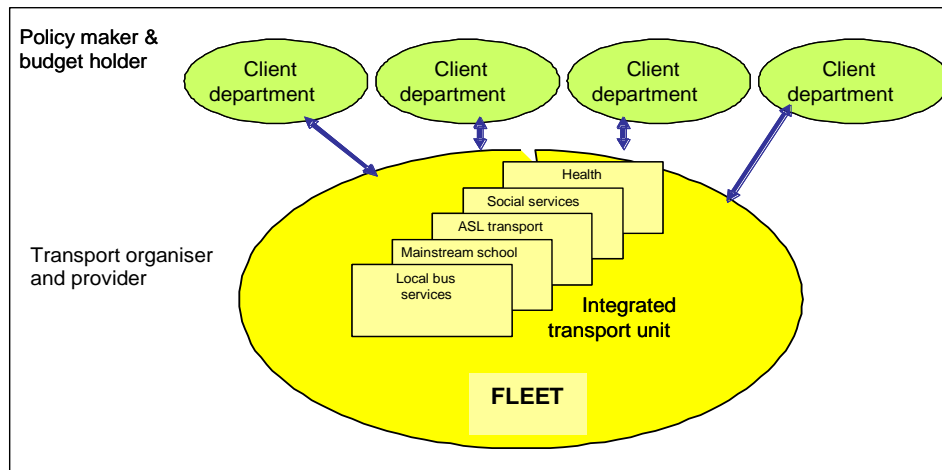 Policy maker &
budget holder
Client
department
Client
department
Client
department
Client
department
Health
Social services
ASL transport
Mainstream school
Local bus
services
Transport organiser
and provider
Integrated
transport unit
FLEET